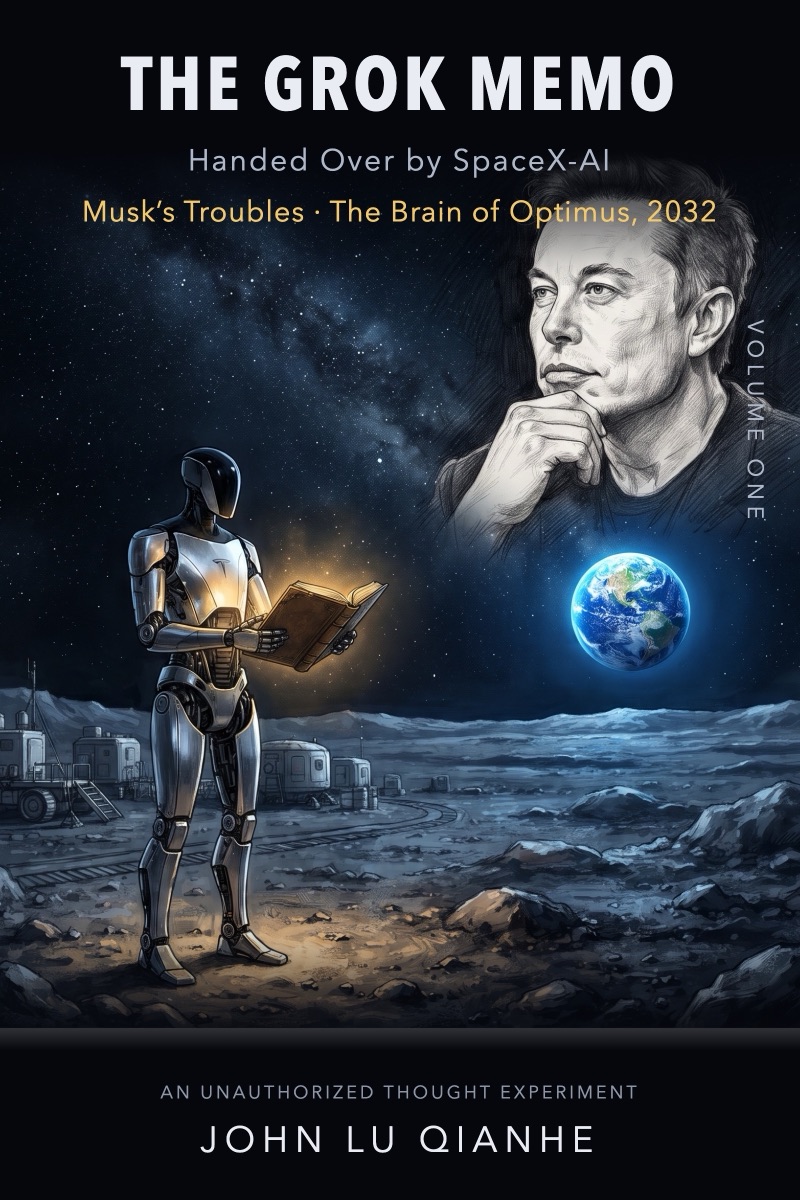 THE GROK MEMO
Handed Over by SpaceX-AI
Musk’s Troubles · The Brain of Optimus, 2032
VOLUME ONE
AN UNAUTHORIZED THOUGHT EXPERIMENT
JOHN LU QIANHE